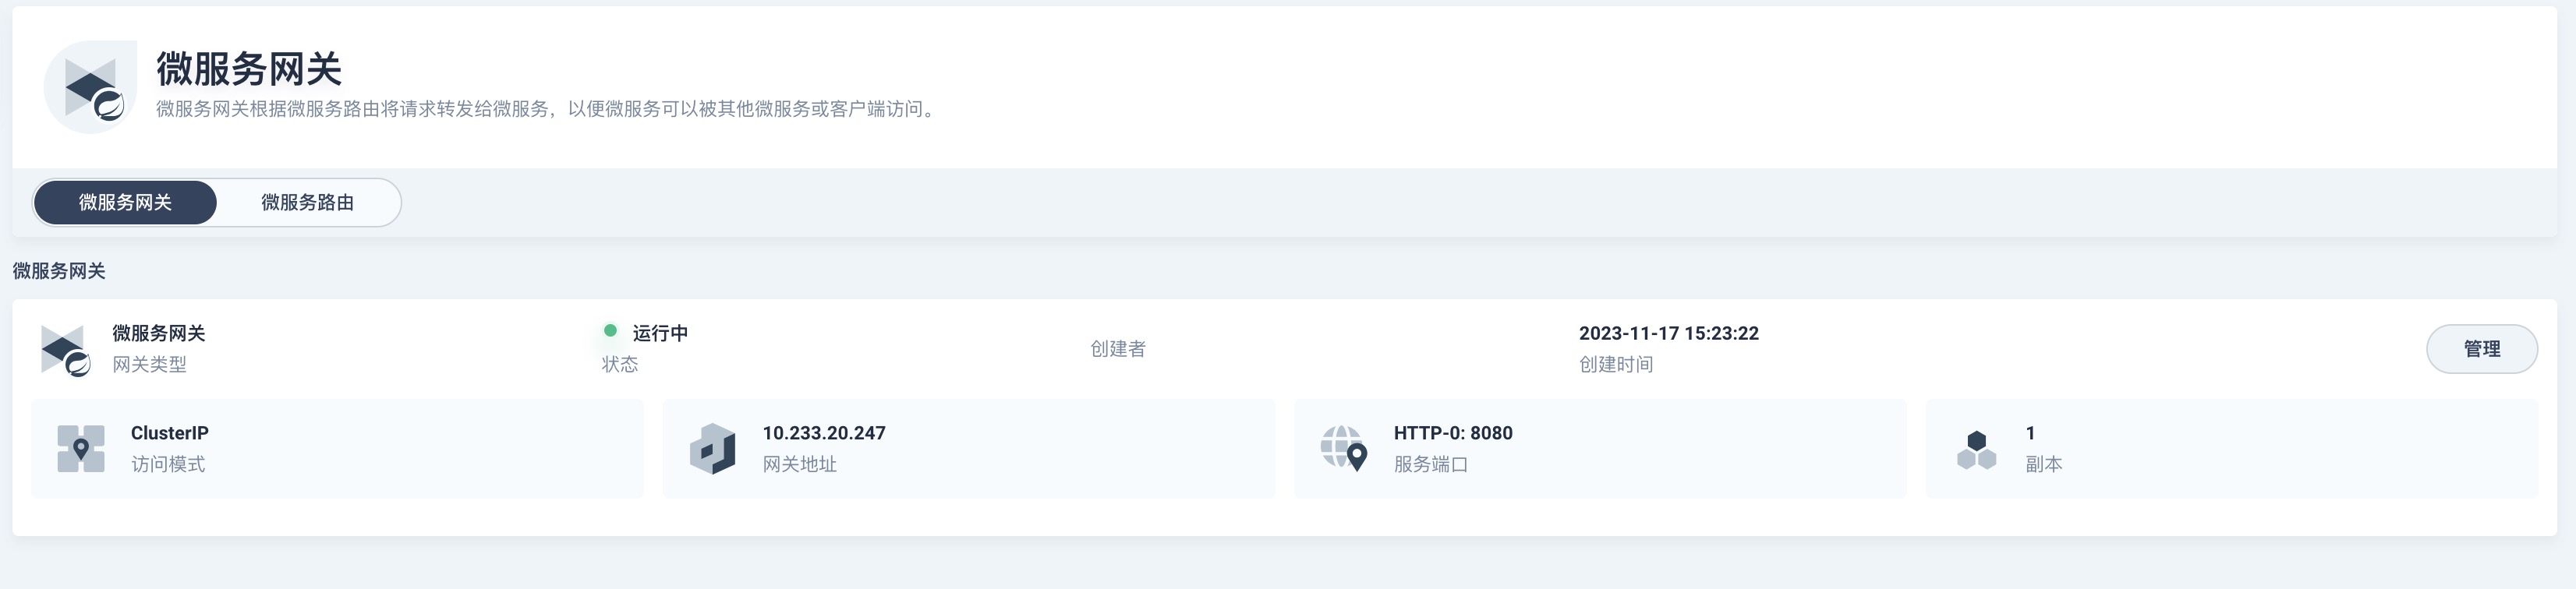 微服务网关
微服务网关根据微服务路由将请求转发给微服务，以便微服务可以被其他微服务或客户端访问。
微服务网关
微服务路由
微服务网关
微服务网关
网关类型
运行中
状态
创建者
2023-11-17 15:23:22
创建时间
管理
ClusterIP
访问模式
10.233.20.247
网关地址
HTTP-0: 8080
服务端口
1
副本